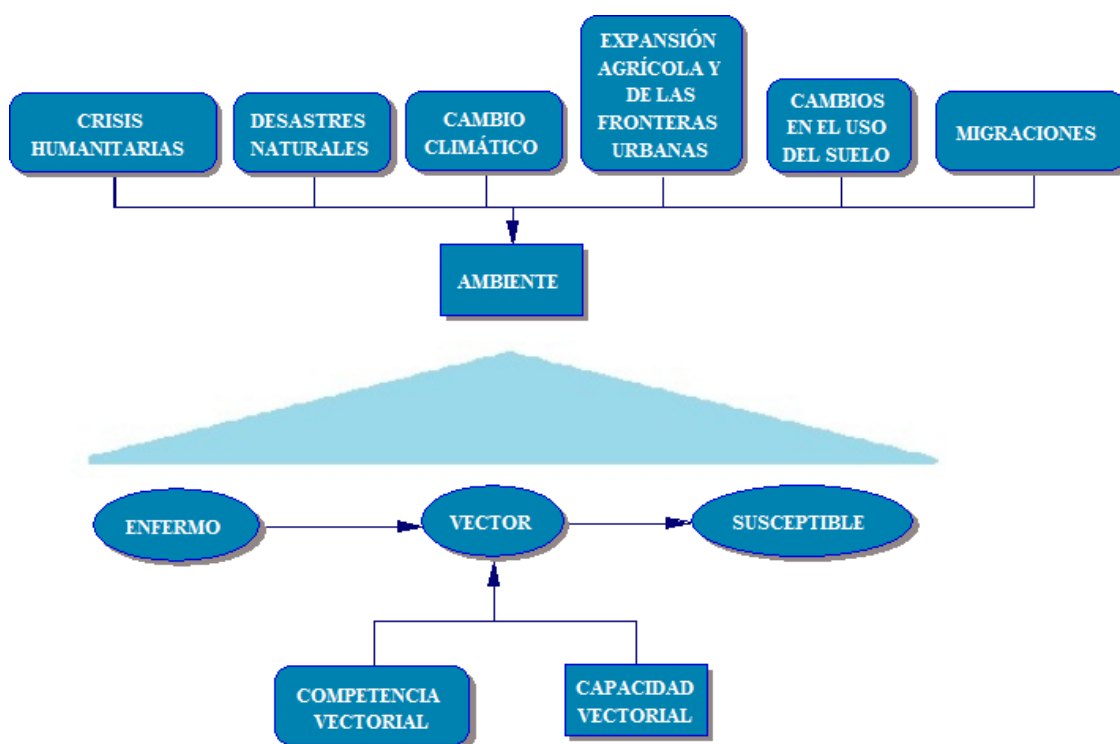 CRISIS
HUMANITARIAS
DESASTRES
NATURALES
CAMBIO
CLIMÁTICO
EXPANSIÓN
AGRÍCOLA Y
DE LAS
FRONTERAS
URBANAS
CAMBIOS
EN EL USO
DEL SUELO
MIGRACIONES
AMBIENTE
ENFERMO
VECTOR
SUSCEPTIBLE
COMPETENCIA
VECTORIAL
CAPACIDAD
VECTORIAL